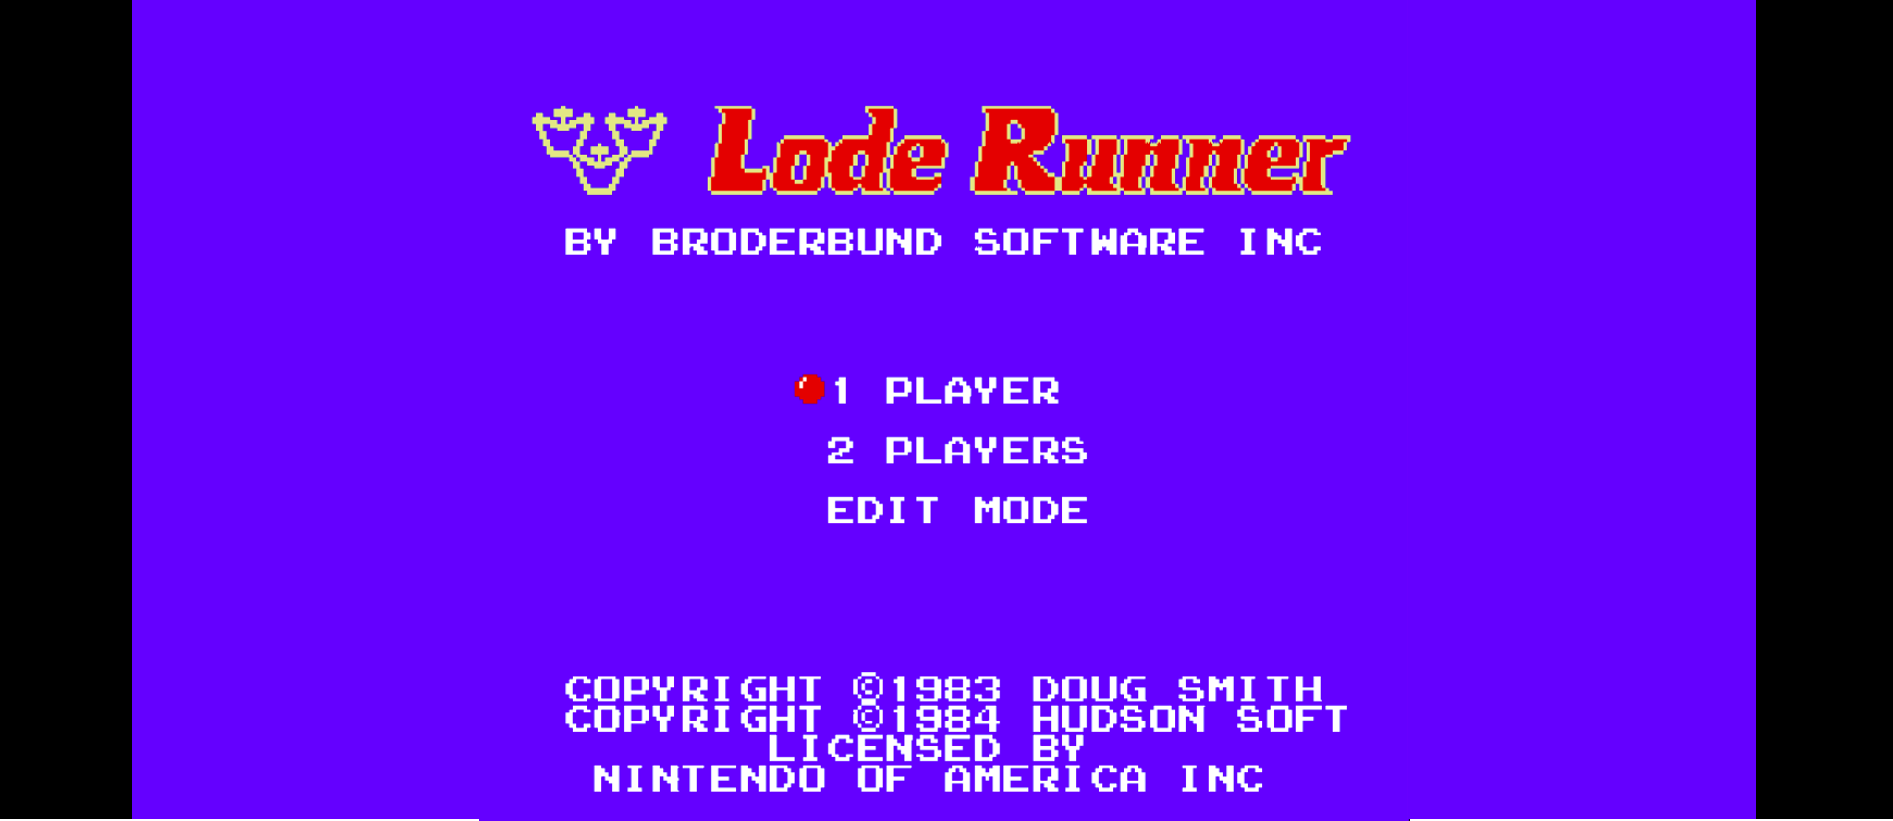 Lode Runner
BY BRODERBUND SOFTWARE INC
1 PLAYER
2 PLAYERS
EDIT MODE
COPYRIGHT ©1983 DOUG SMITH
COPYRIGHT ©1984 HUDSON SOFT
LICENSED BY
NINTENDO OF AMERICA INC